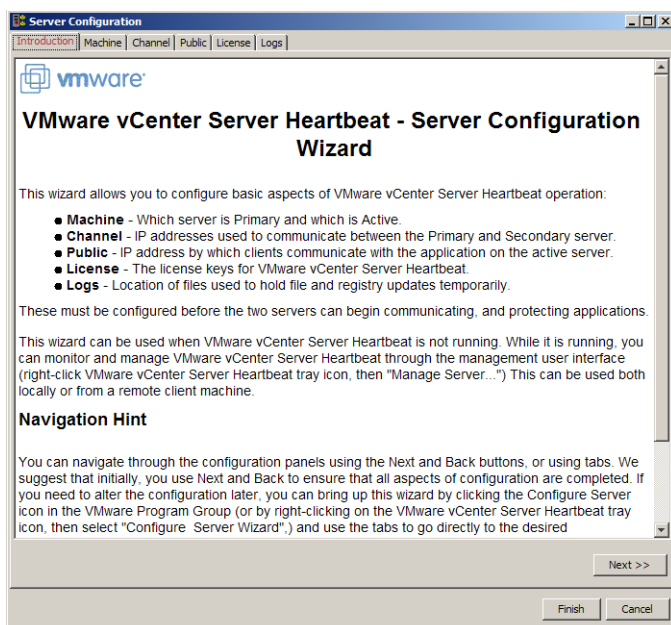 Server Configuration
Introduction Machine Channel Public License Logs
vmware
VMware vCenter Server Heartbeat - Server Configuration
Wizard
This wizard allows you to configure basic aspects of VMware vCenter Server Heartbeat operation:
● Machine - Which server is Primary and which is Active.
● Channel - IP addresses used to communicate between the Primary and Secondary server.
● Public - IP address by which clients communicate with the application on the active server.
● License - The license keys for VMware vCenter Server Heartbeat.
● Logs - Location of files used to hold file and registry updates temporarily.
These must be configured before the two servers can begin communicating, and protecting applications.
This wizard can be used when VMware vCenter Server Heartbeat is not running. While it is running, you
can monitor and manage VMware vCenter Server Heartbeat through the management user interface
(right-click VMware vCenter Server Heartbeat tray icon, then "Manage Server...") This can be used both
locally or from a remote client machine.
Navigation Hint
You can navigate through the configuration panels using the Next and Back buttons, or using tabs. We
suggest that initially, you use Next and Back to ensure that all aspects of configuration are completed. If
you need to alter the configuration later, you can bring up this wizard by clicking the Configure Server
icon in the VMware Program Group (or by right-clicking on the VMware vCenter Server Heartbeat tray
icon, then select "Configure Server Wizard",) and use the tabs to go directly to the desired
Next >>
Finish Cancel